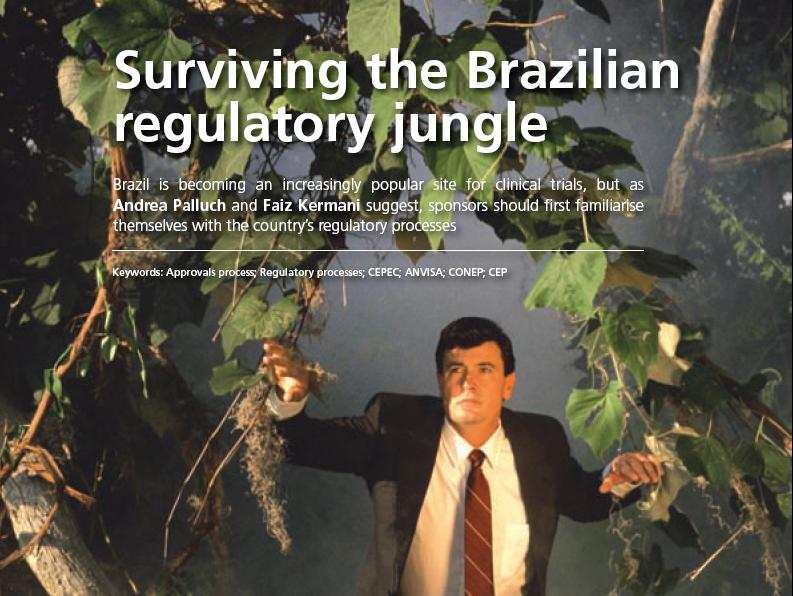 Surviving the Brazilian
regulatory jungle
Brazil is becoming an increasingly popular site for clinical trials, but as
Andrea Palluch and Faiz Kermani suggest, sponsors should first familiarise
themselves with the country's regulatory processes
Keywords: Approvals process; Regulatory processes; CEPEC; ANVISA; CONEP; CEP